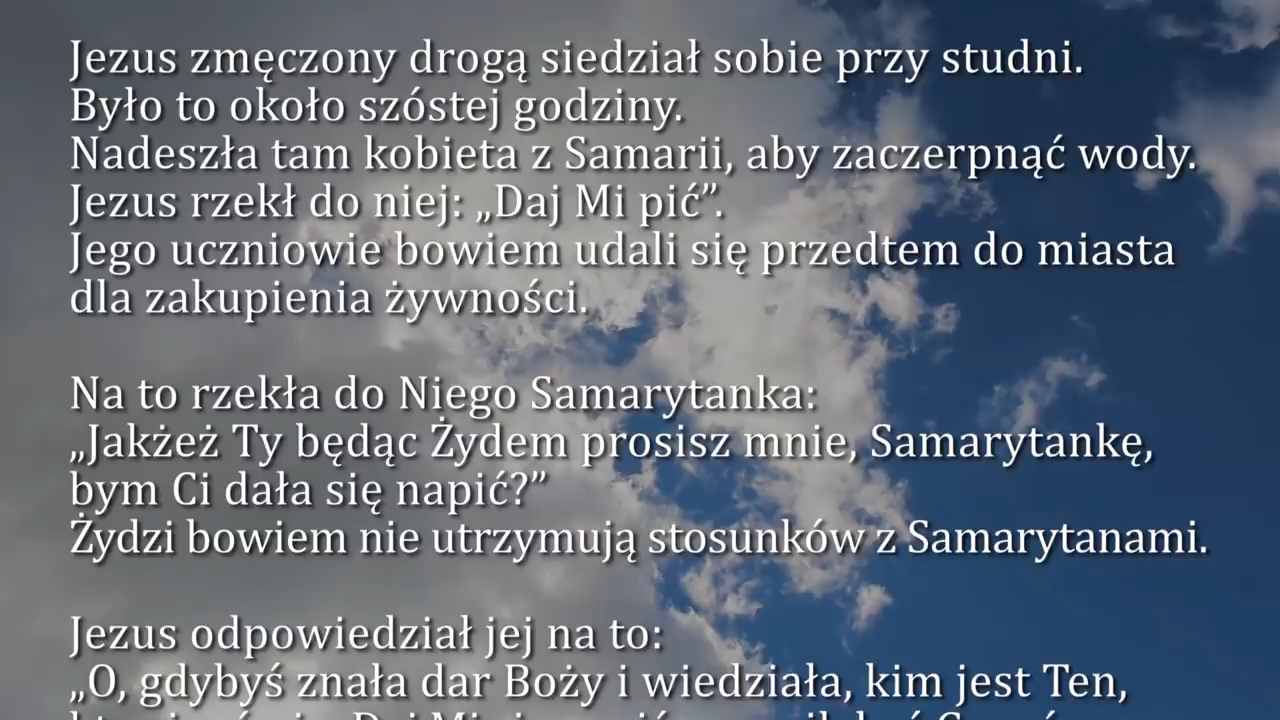 Jezus zmęczony drogą siedział sobie przy studni.
Było to około szóstej godziny.
Nadeszła tam kobieta z Samarii, aby zaczerpnąć wody.
Jezus rzekł do niej: „Daj Mi pić”.
Jego uczniowie bowiem udali się przedtem do miasta
dla zakupienia żywności.
Na to rzekła do Niego Samarytanka:
„Jakżeż Ty będąc Żydem prosisz mnie, Samarytankę,
bym Ci dała się napić?”
Żydzi bowiem nie utrzymują stosunków z Samarytanami.
Jezus odpowiedział jej na to:
„O, gdybyś znała dar Boży i wiedziała, kim jest Ten,